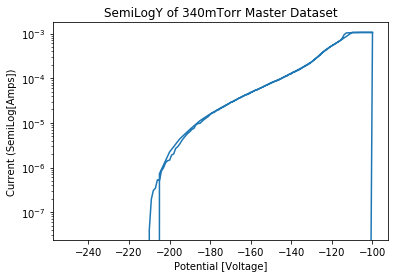 SemiLogY of 340mTorr Master Dataset
Current (SemiLog[Amps])
10⁻³
10⁻⁴
10⁻⁵
10⁻⁶
10⁻⁷
−240 −220 −200 −180 −160 −140 −120 −100
Potential [Voltage]